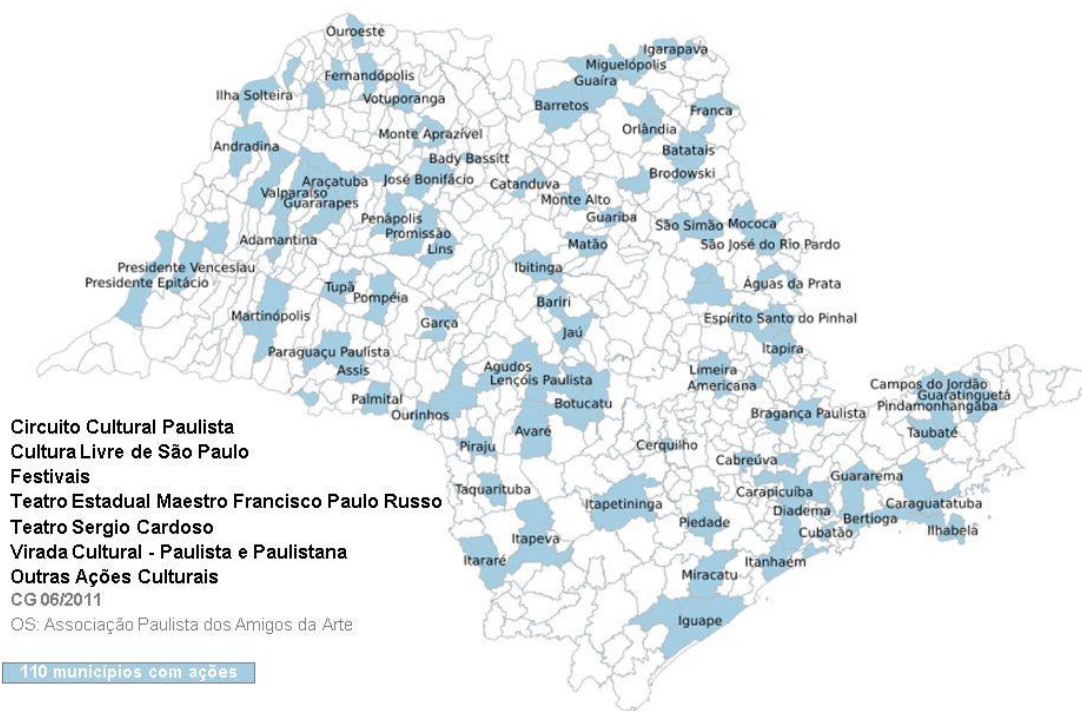 Ouroeste
Igarapava
Miguelópolis
Fernandópolis
Guaíra
Ilha Solteira
Votuporanga
Barretos
Franca
Orlândia
Monte Aprazível
Andradina
Batatais
Bady Bassitt
Brodowski
Araçatuba
José Bonifácio
Catanduva
Valparaíso
Monte Alto
Guararapes
Penápolis
Guariba
São Simão
Mococa
Promissão
Adamantina
Lins
Matão
São José do Rio Pardo
Presidente Venceslau
Ibitinga
Presidente Epitácio
Tupã
Águas da Prata
Pompéia
Bariri
Martinópolis
Garça
Jaú
Espírito Santo do Pinhal
Paraguaçu Paulista
Itapira
Assis
Agudos
Limeira
Lençóis Paulista
Americana
Campos do Jordão
Guaratinguetá
Palmital
Botucatu
Pindamonhangaba
Ourinhos
Bragança Paulista
Avaré
Taubaté
Piraju
Cerquilho
Cabreúva
Guararema
Taquarituba
Carapicuíba
Itapetininga
Caraguatatuba
Diadema
Piedade
Bertioga
Ilhabela
Cubatão
Itapeva
Itararé
Itanhaém
Miracatu
Iguape
Circuito Cultural Paulista
Cultura Livre de São Paulo
Festivais
Teatro Estadual Maestro Francisco Paulo Russo
Teatro Sergio Cardoso
Virada Cultural - Paulista e Paulistana
Outras Ações Culturais
CG 06/2011
OS: Associação Paulista dos Amigos da Arte
110 municípios com ações